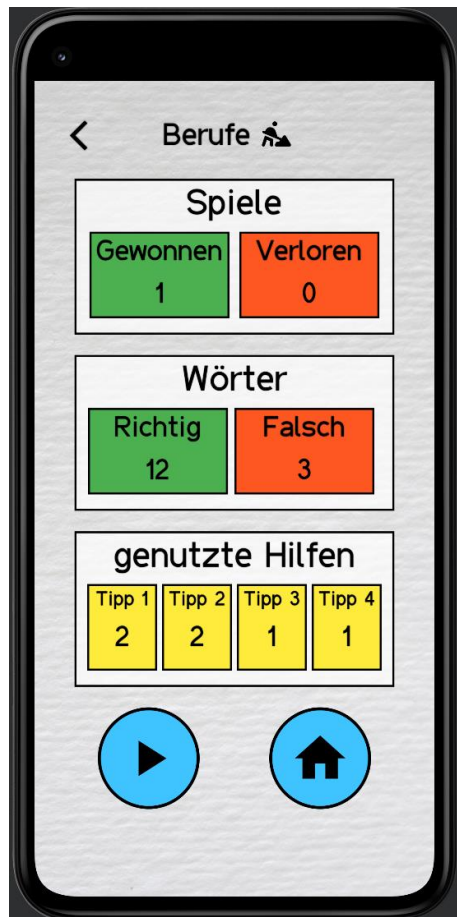 Berufe
Spiele
Gewonnen Verloren
1 0
Wörter
Richtig Falsch
12 3
genutzte Hilfen
Tipp 1 Tipp 2 Tipp 3 Tipp 4
2 2 1 1